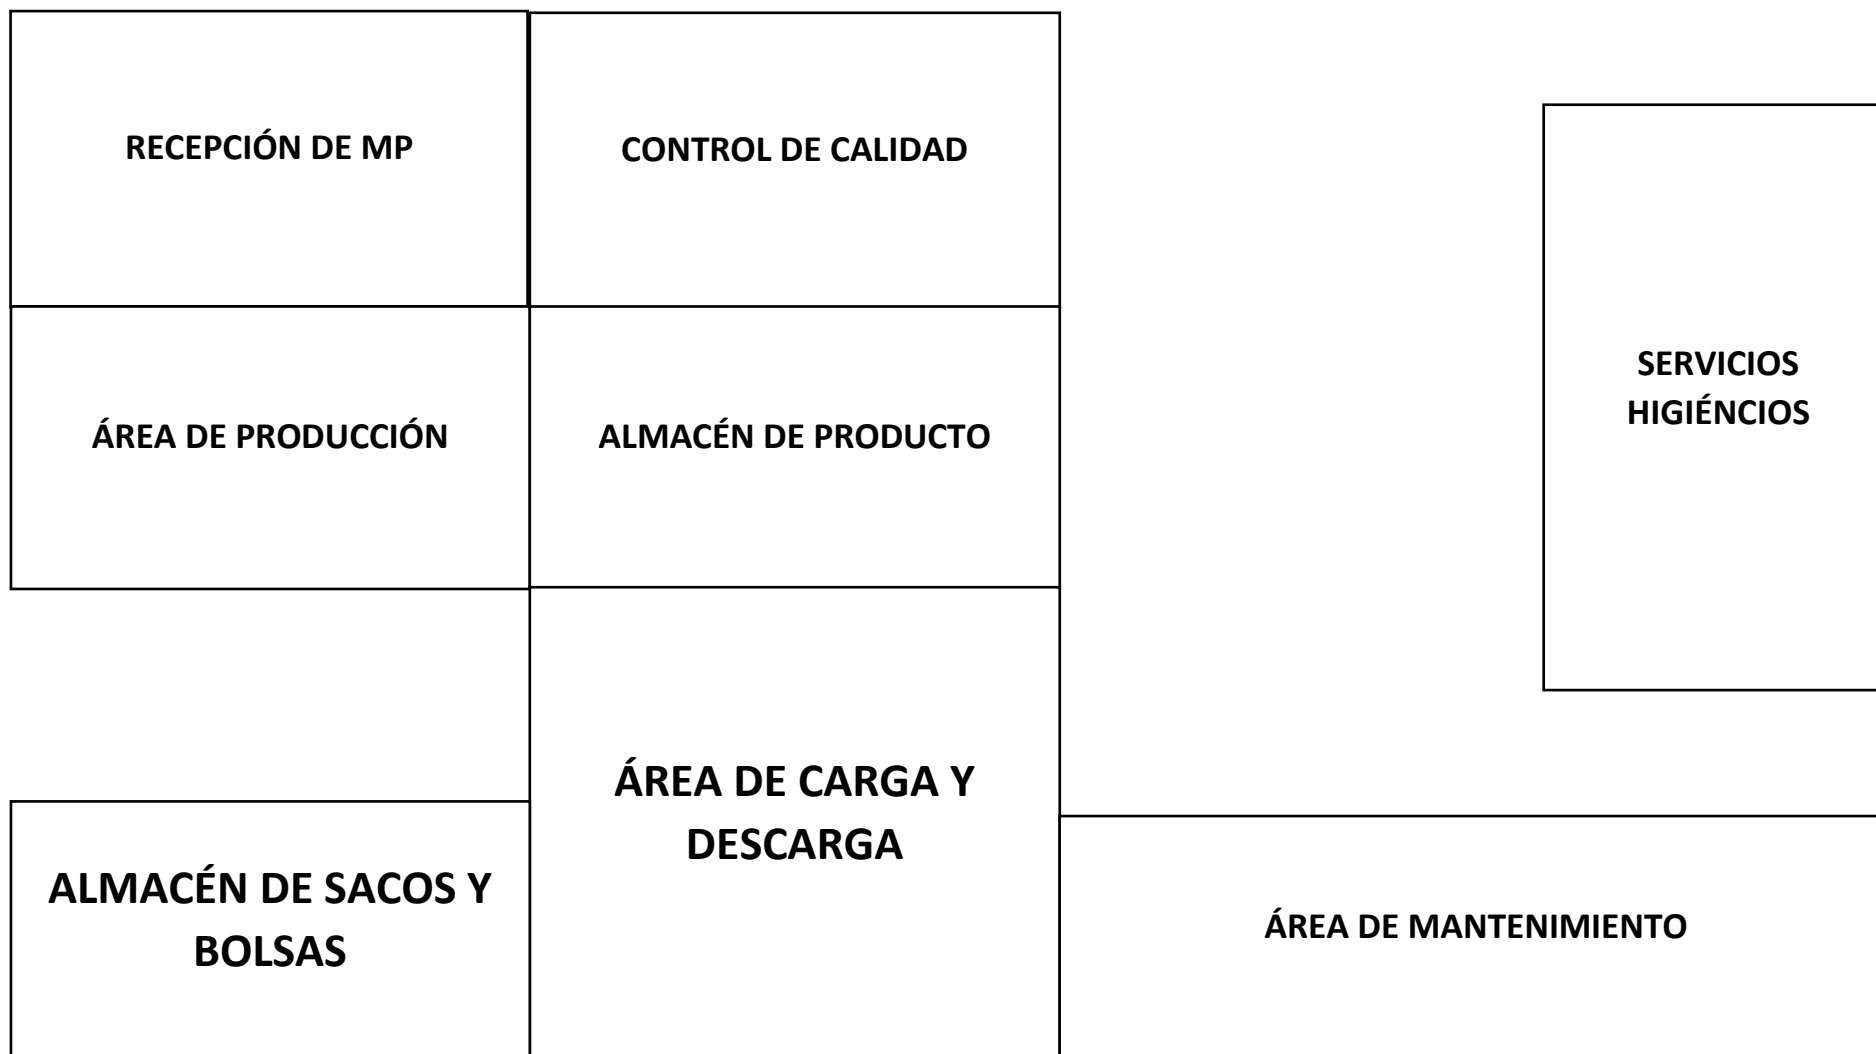 RECEPCIÓN DE MP
CONTROL DE CALIDAD
SERVICIOS
HIGIÉNCIOS
ÁREA DE PRODUCCIÓN
ALMACÉN DE PRODUCTO
ÁREA DE CARGA Y
DESCARGA
ALMACÉN DE SACOS Y
BOLSAS
ÁREA DE MANTENIMIENTO